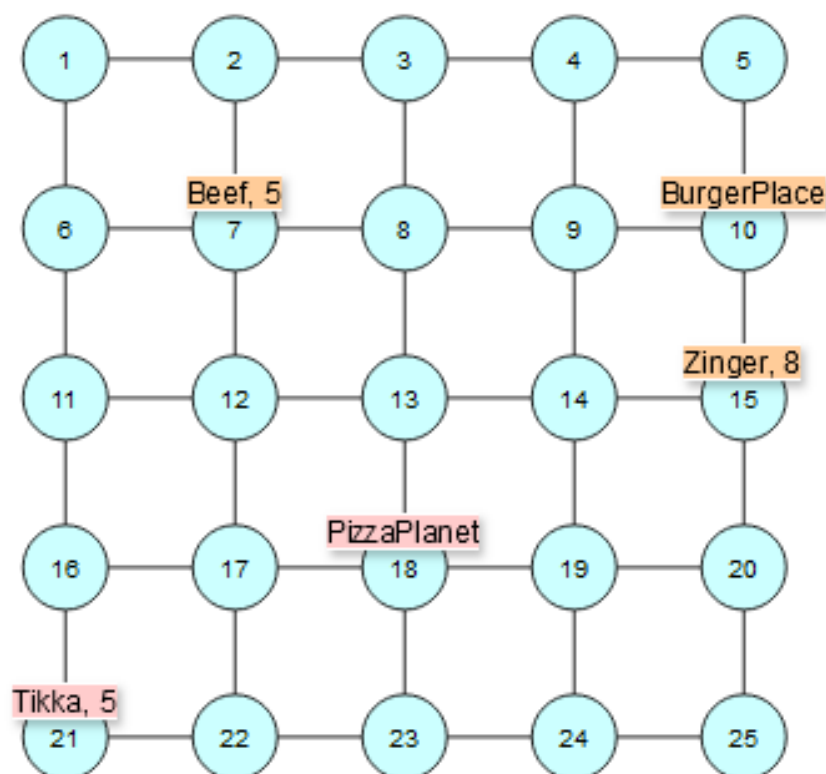 1 2 3 4 5
Beef, 5 BurgerPlace
6 7 8 9 10
Zinger, 8
11 12 13 14 15
PizzaPlanet
16 17 18 19 20
Tikka, 5
21 22 23 24 25